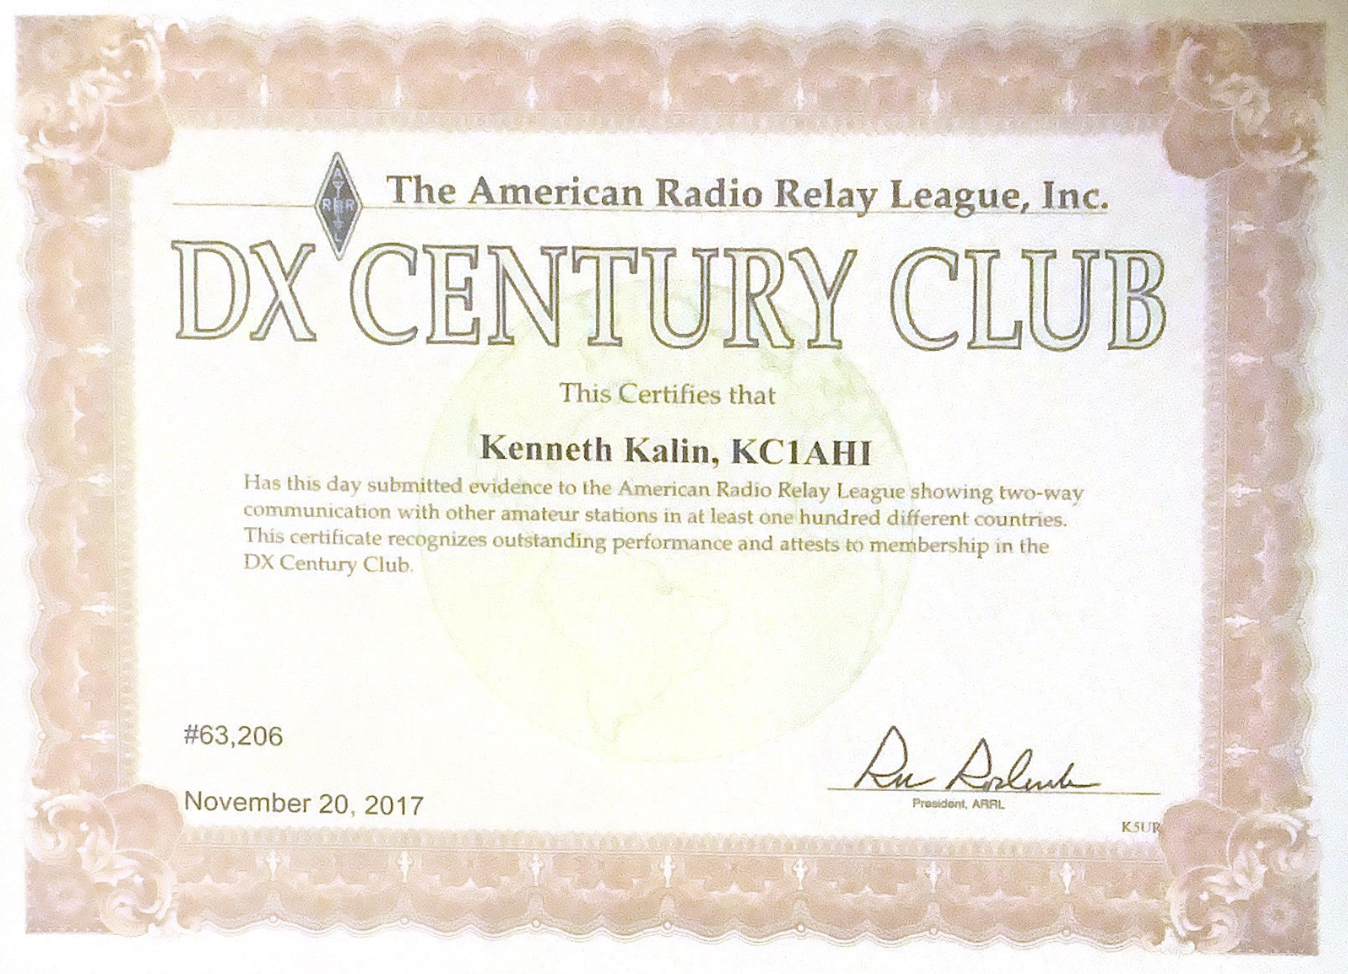 The American Radio Relay League, Inc.
DX CENTURY CLUB
This Certifies that
Kenneth Kalin, KC1AHI
Has this day submitted evidence to the American Radio Relay League showing two-way
communication with other amateur stations in at least one hundred different countries.
This certificate recognizes outstanding performance and attests to membership in the
DX Century Club.
#63,206
November 20, 2017
President, ARRL
K5UR